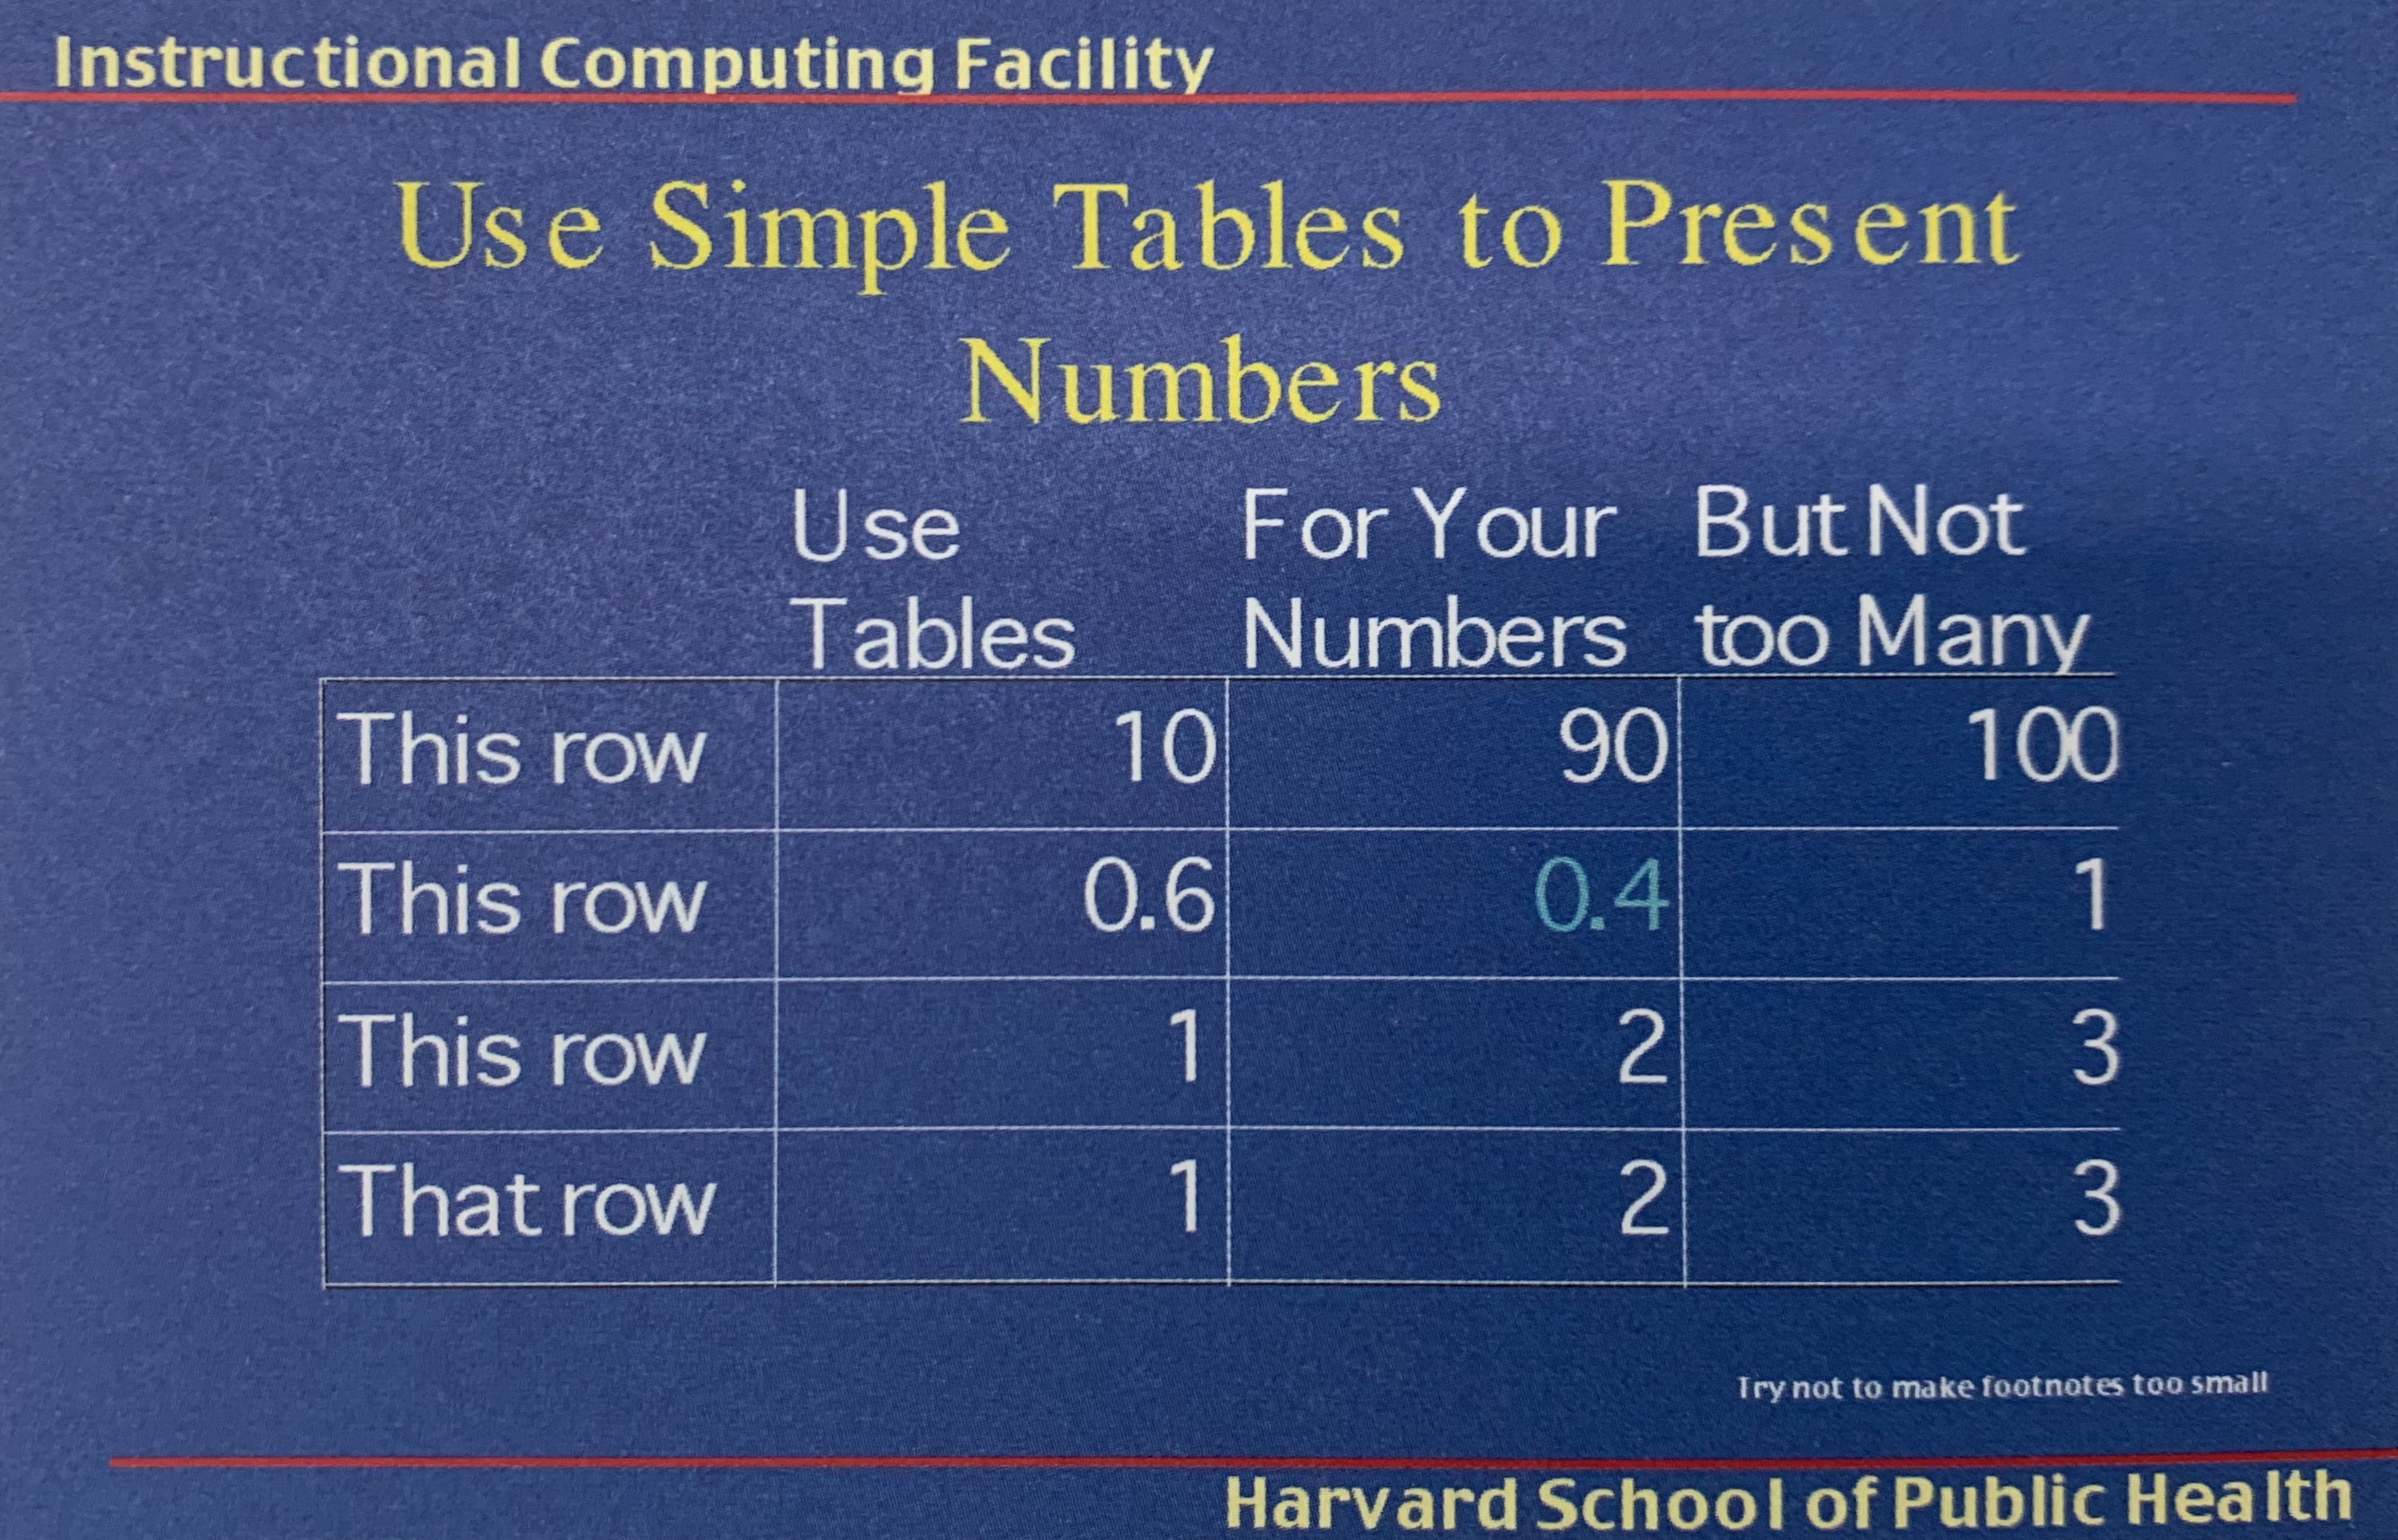 Instructional Computing Facility
Use Simple Tables to Present
Numbers
Use For Your But Not
Tables Numbers too Many
This row 10 90 100
This row 0.6 0.4 1
This row 1 2 3
That row 1 2 3
Try not to make footnotes too small
Harvard School of Public Health